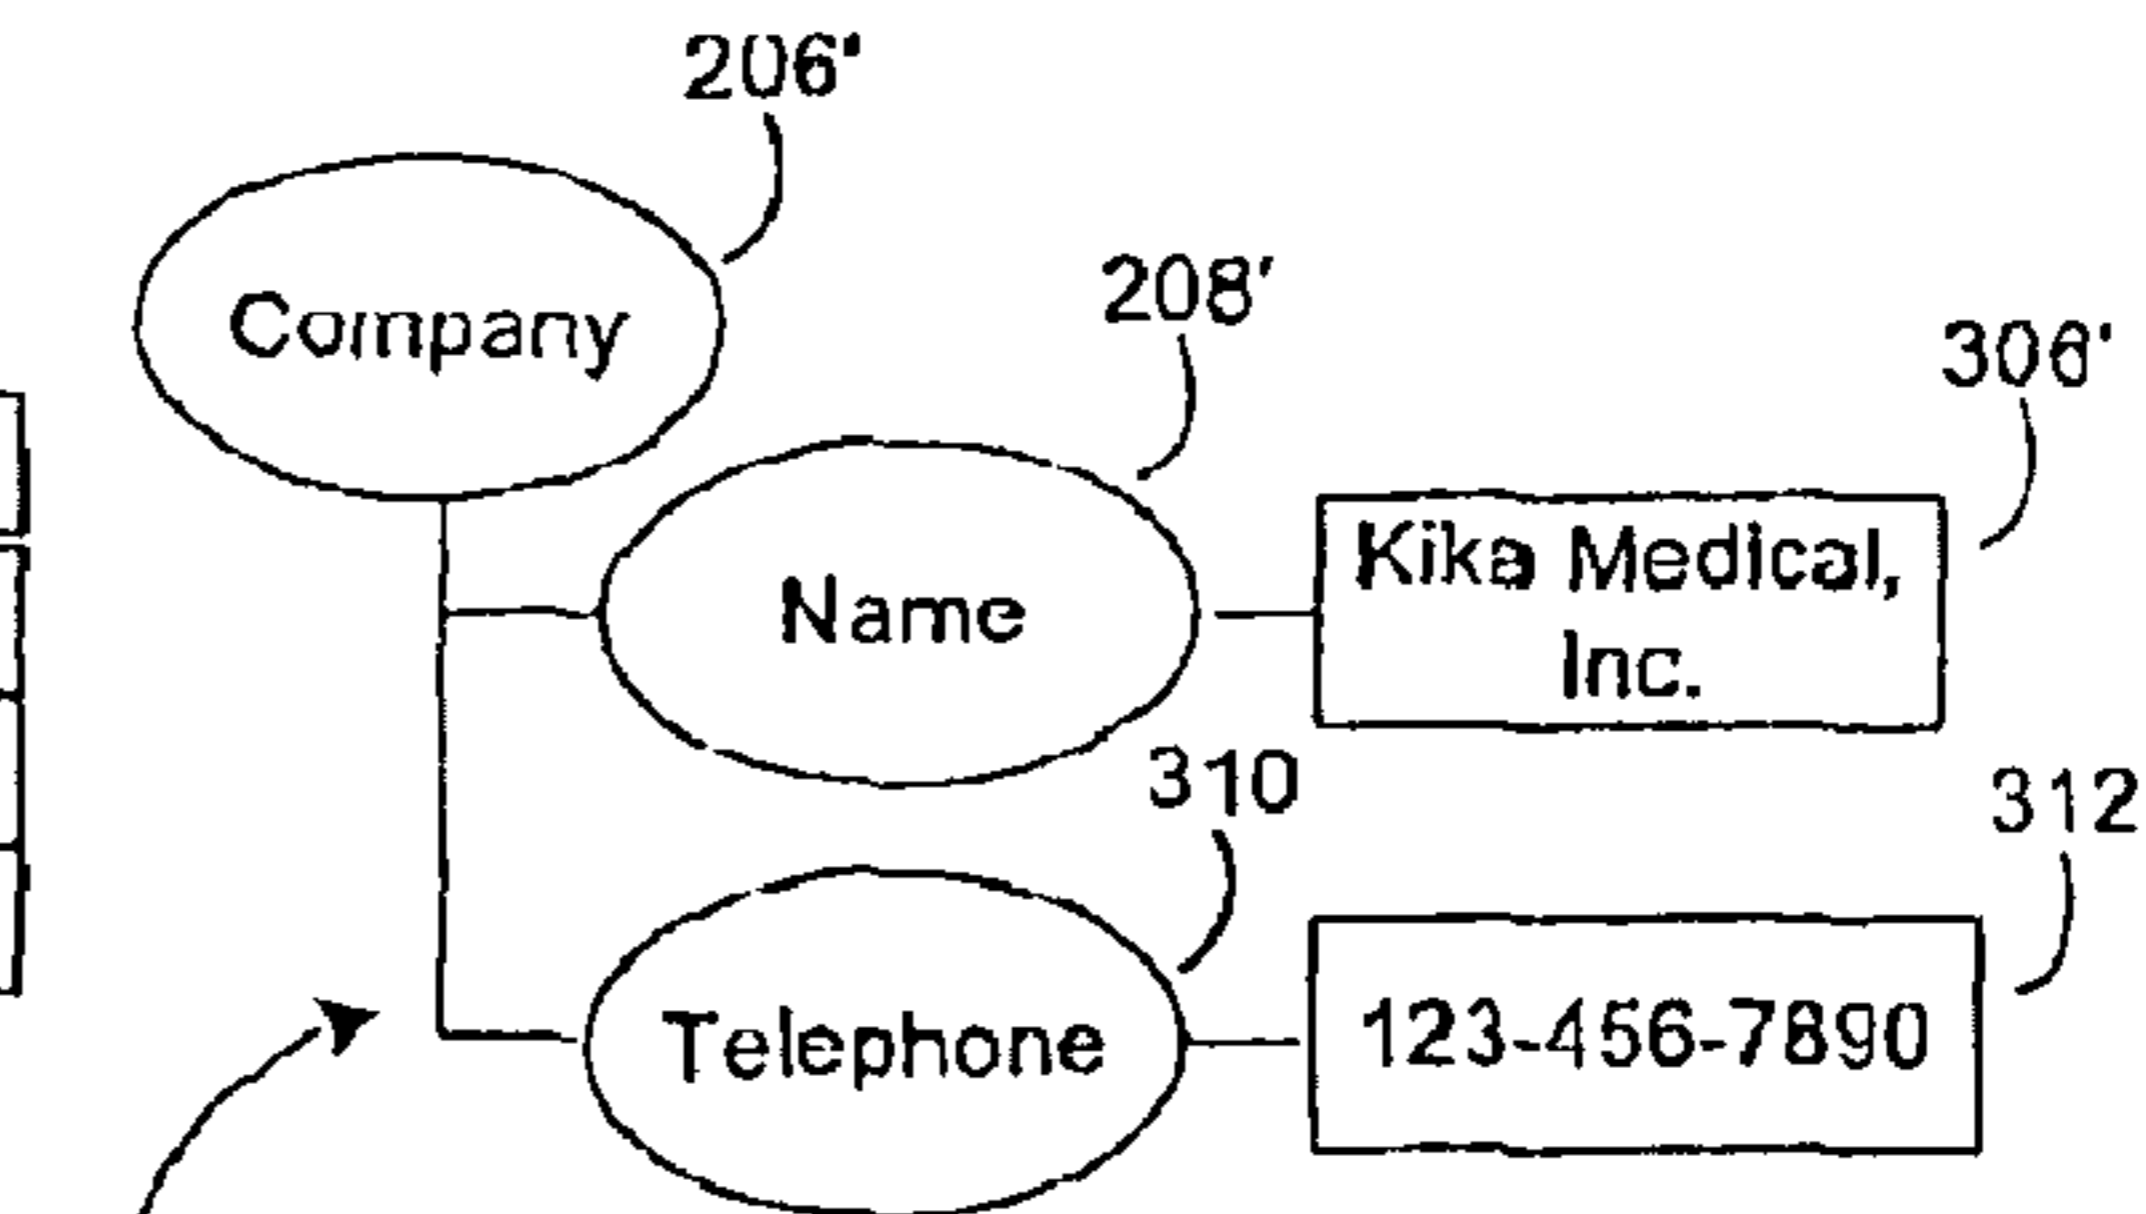 206'
Company
208'
306'
Name
Kika Medical,
Inc.
310
312
Telephone
123-456-7890